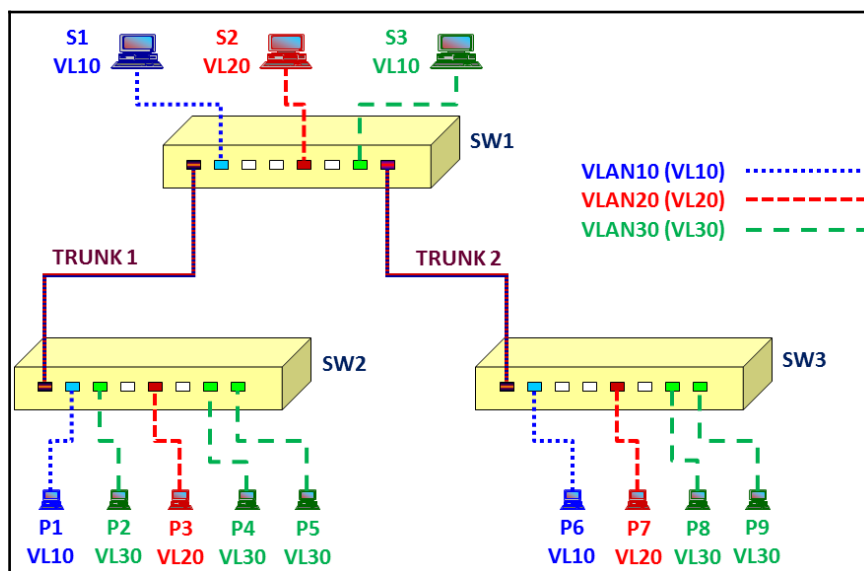 S1 S2 S3
VL10 VL20 VL10
SW1
VLAN10 (VL10)
VLAN20 (VL20)
VLAN30 (VL30)
TRUNK 1 TRUNK 2
SW2 SW3
P1 P2 P3 P4 P5 P6 P7 P8 P9
VL10 VL30 VL20 VL30 VL30 VL10 VL20 VL30 VL30